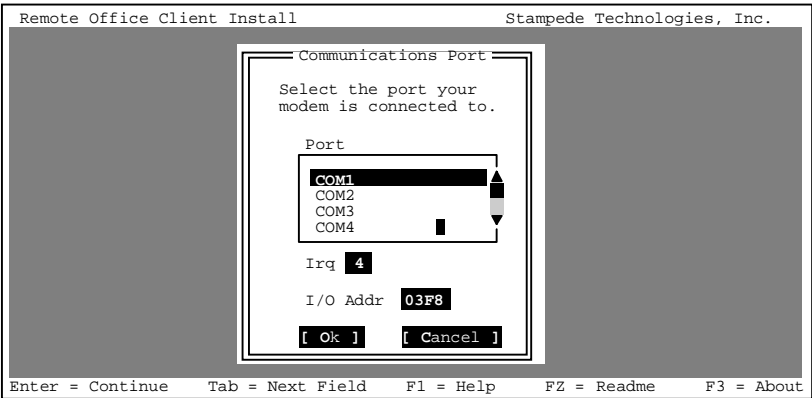 Remote Office Client Install Stampede Technologies, Inc.
Communications Port
Select the port your
modem is connected to.
Port
COM1
COM2
COM3
COM4
Irq 4
I/O Addr 03F8
[ Ok ] [ Cancel ]
Enter = Continue Tab = Next Field F1 = Help FZ = Readme F3 = About